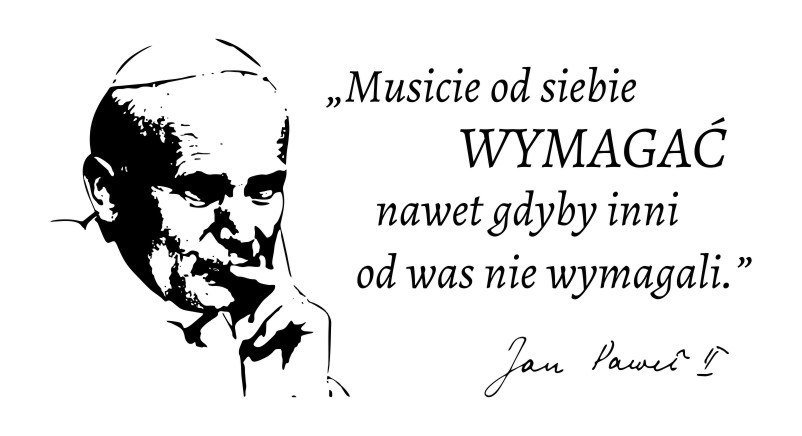 „Musicie od siebie
WYMAGAĆ
nawet gdyby inni
od was nie wymagali.”
Jan Paweł II